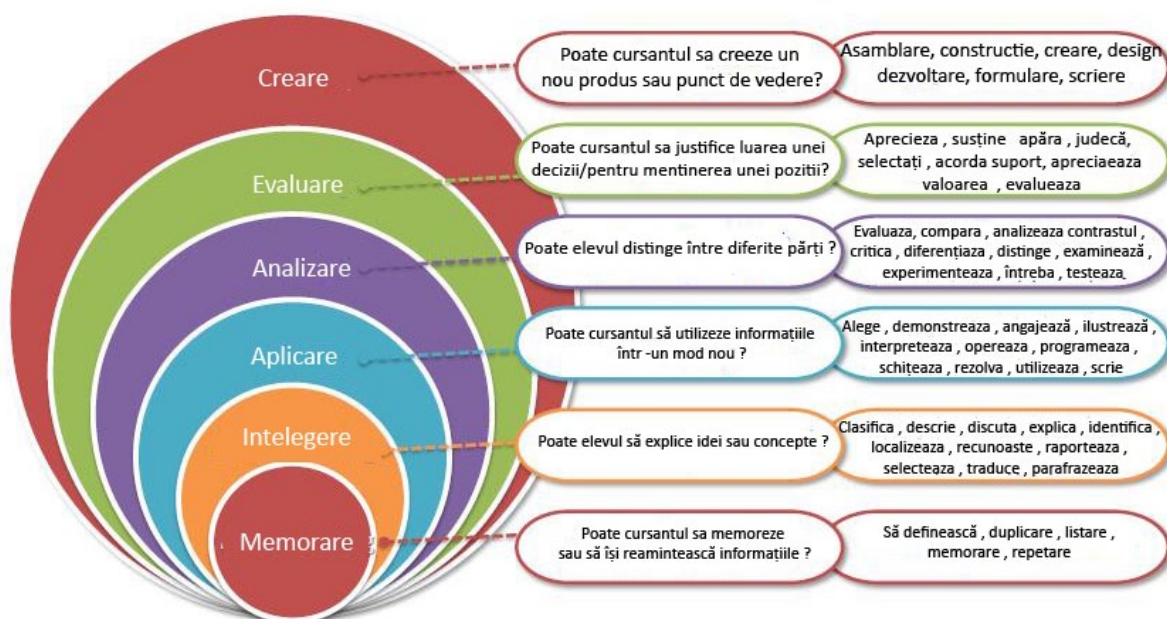 Creare
Poate cursantul sa creeze un
nou produs sau punct de vedere?
Asamblare, constructie, creare, design
dezvoltare, formulare, scriere
Evaluare
Poate cursantul sa justifice luarea unei
decizii/pentru mentinerea unei pozitii?
Aprecieza , susține apăra , judecă,
selectați , acorda suport, apreciaeaza
valoarea , evalueaza
Analizare
Poate elevul distinge între diferite părți ?
Evaluaza, compara , analizeaza contrastul ,
critica , diferențiaza , distinge , examinează ,
experimenteaza , întreba , testeaza
Aplicare
Poate cursantul să utilizeze informațiile
într -un mod nou ?
Alege , demonstreaza , angajează , ilustrează ,
interpreteaza , opereaza , programeaza ,
schițeaza , rezolva , utilizeaza , scrie
Intelegere
Poate elevul să explice idei sau concepte ?
Clasifica , descrie , discuta , explica , identifica ,
localizeaza , recunoaste , raporteaza ,
selecteaza , traduce , parafrazeaza
Memorare
Poate cursantul sa memoreze
sau să își reamintească informațiile ?
Să definească , duplicare , listare ,
memorare , repetare